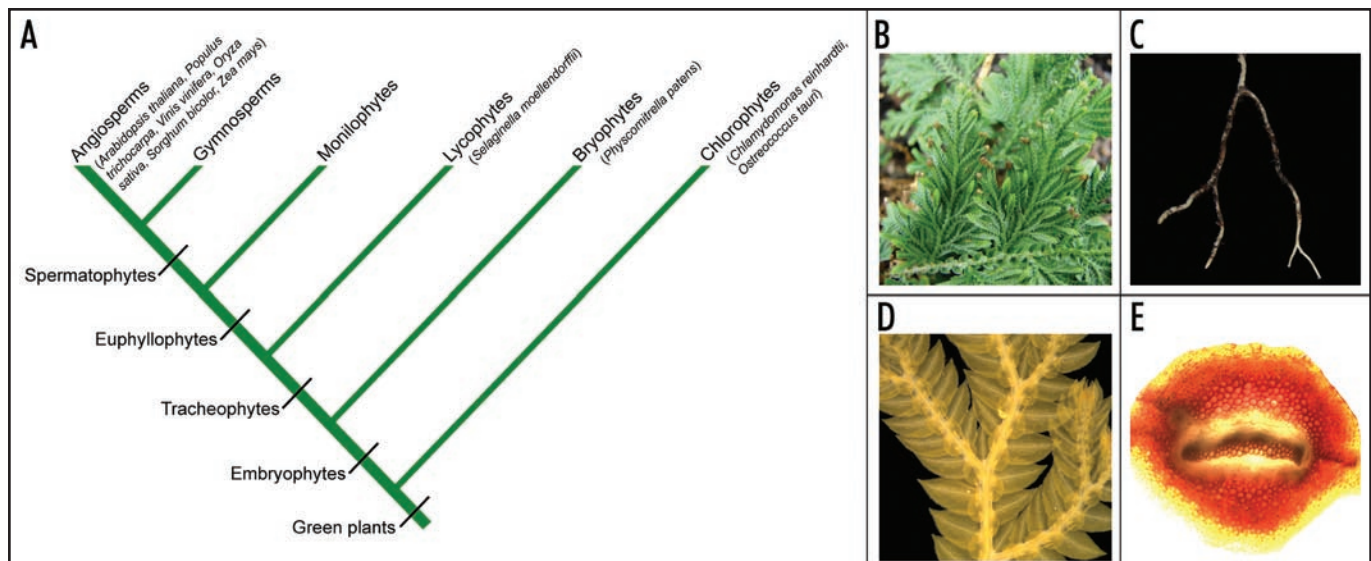 A
Angiosperms
(Arabidopsis thaliana, Populus
trichocarpa, Vinis vinifera, Oryza
sativa, Sorghum bicolor, Zea mays)
Gymnosperms
Monilophytes
Lycophytes
(Selaginella moellendorffii)
Bryophytes
(Physcomitrella patens)
Chlorophytes
(Chlamydomonas reinhardtii,
Ostreococcus tauri)
Spermatophytes
Euphyllophytes
Tracheophytes
Embryophytes
Green plants
B
C
D
E